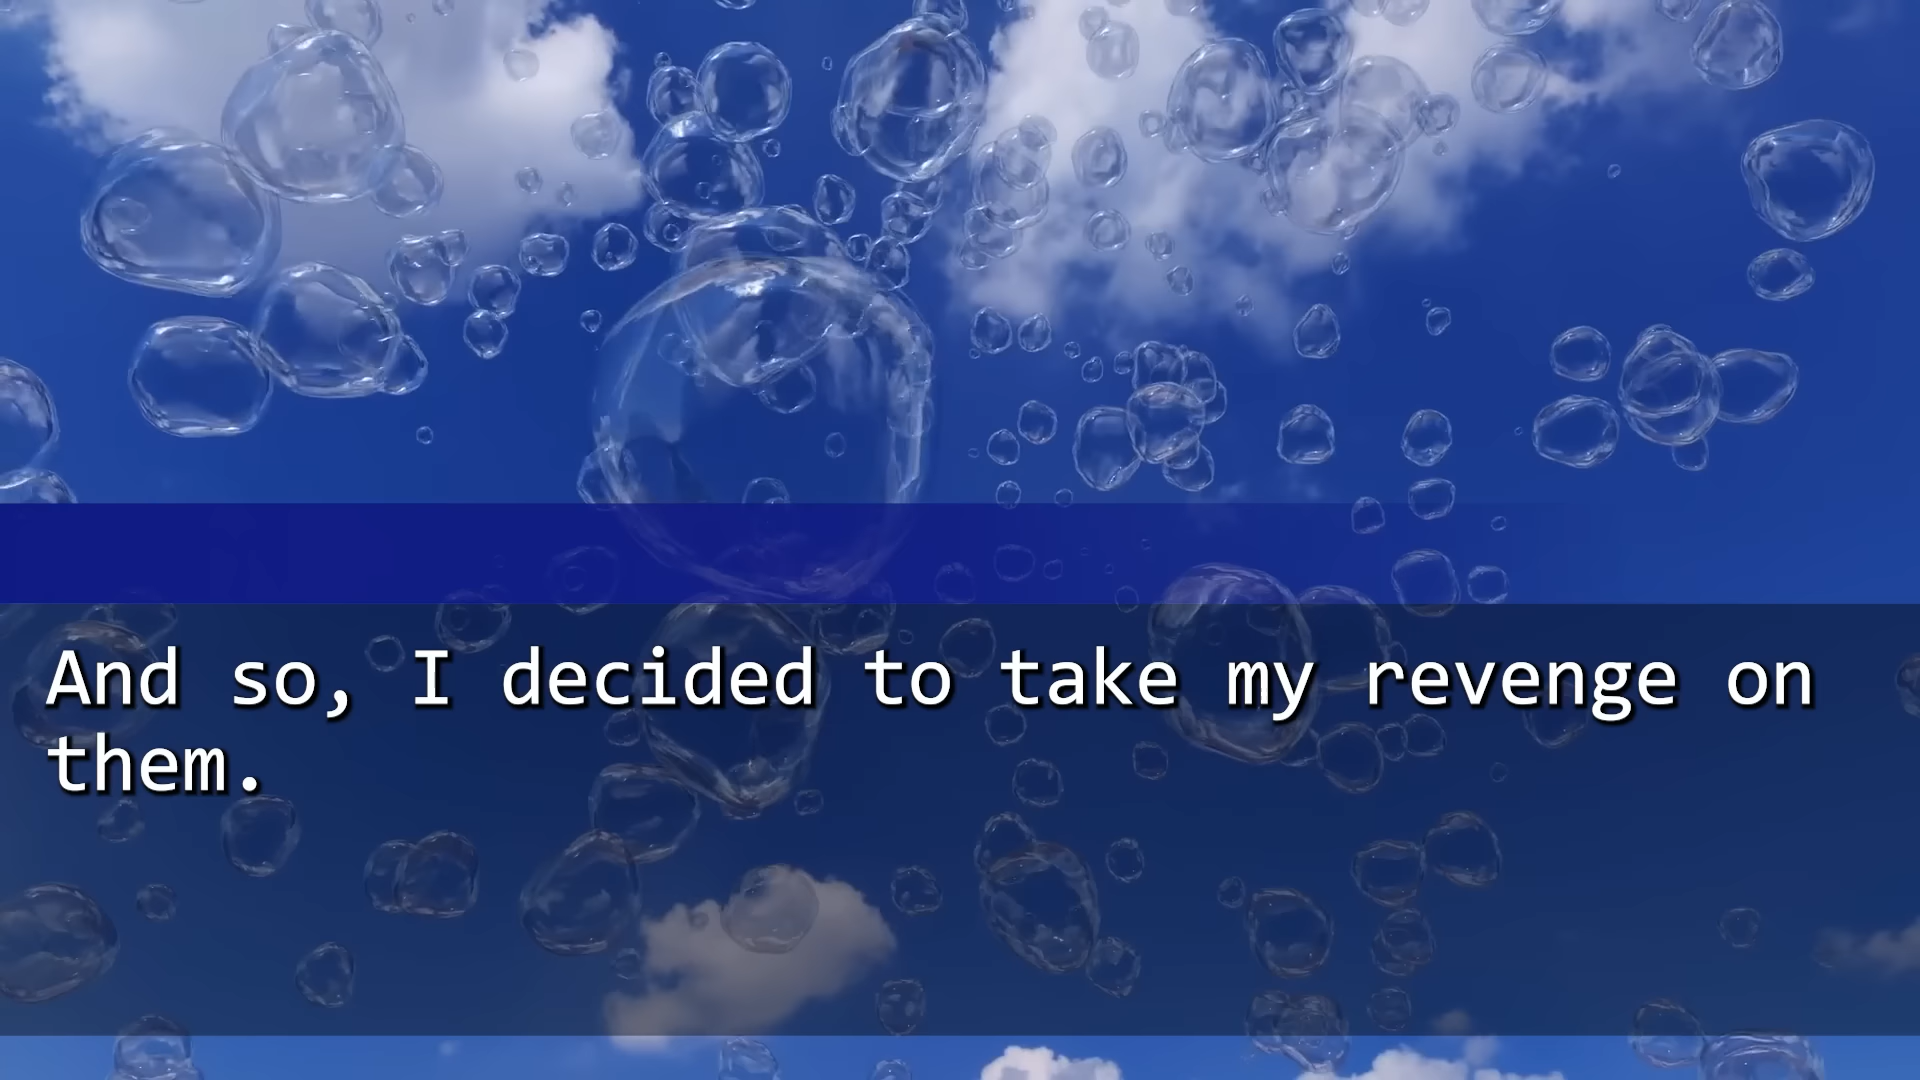 And so, I decided to take my revenge on
them.